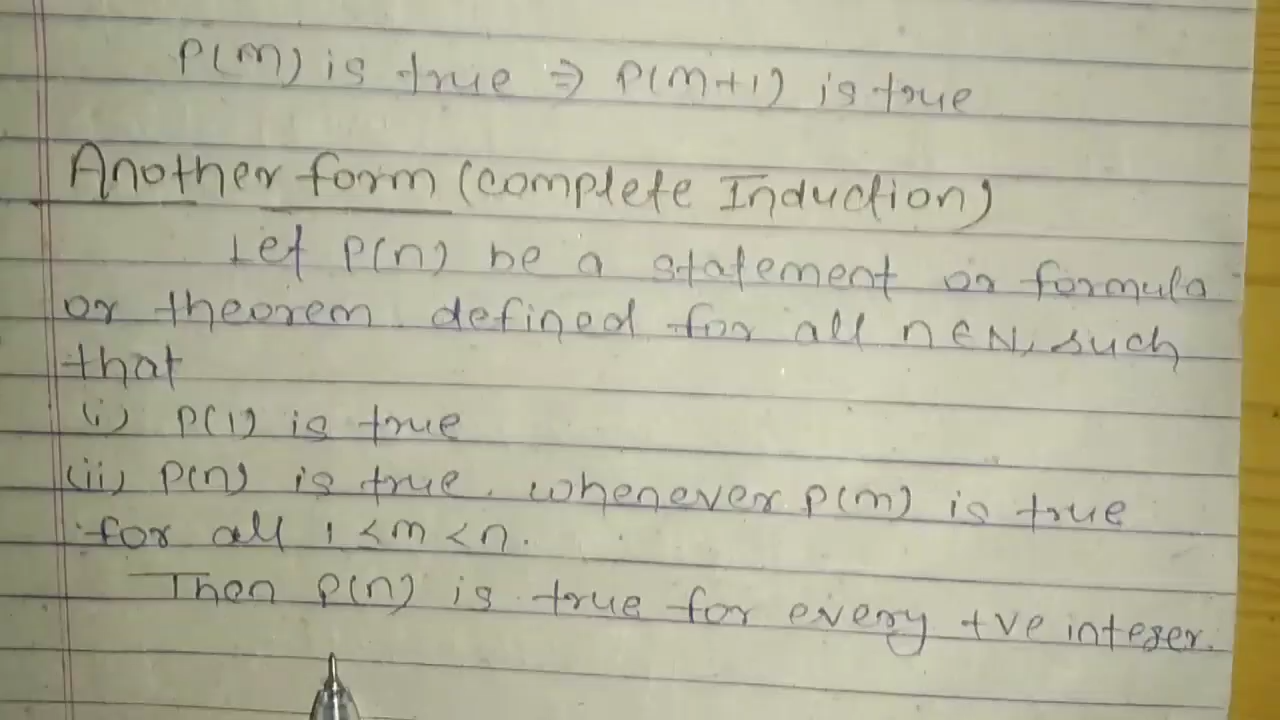 P(m) is true ⇒ P(m+1) is true
Another form (complete Induction)
Let P(n) be a statement or formula
or theorem defined for all n∈N, such
that
(i) P(1) is true
(ii) P(n) is true. whenever P(m) is true
for all 1<m<n.
Then P(n) is true for every +ve integer.